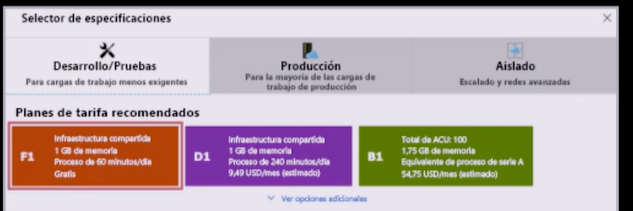 Selector de especificaciones
Desarrollo/Pruebas
Para cargas de trabajo menos exigentes
Producción
Para la mayoría de las cargas de
trabajo de producción
Aislado
Escalado y redes avanzadas
Planes de tarifa recomendados
F1
Infraestructura compartida
1 GB de memoria
Proceso de 60 minutos/día
Gratis
D1
Infraestructura compartida
1 GB de memoria
Proceso de 240 minutos/día
9,49 USD/mes (estimado)
B1
Total de ACU: 100
1,75 GB de memoria
Equivalente de proceso de serie A
54,75 USD/mes (estimado)
Ver opciones adicionales